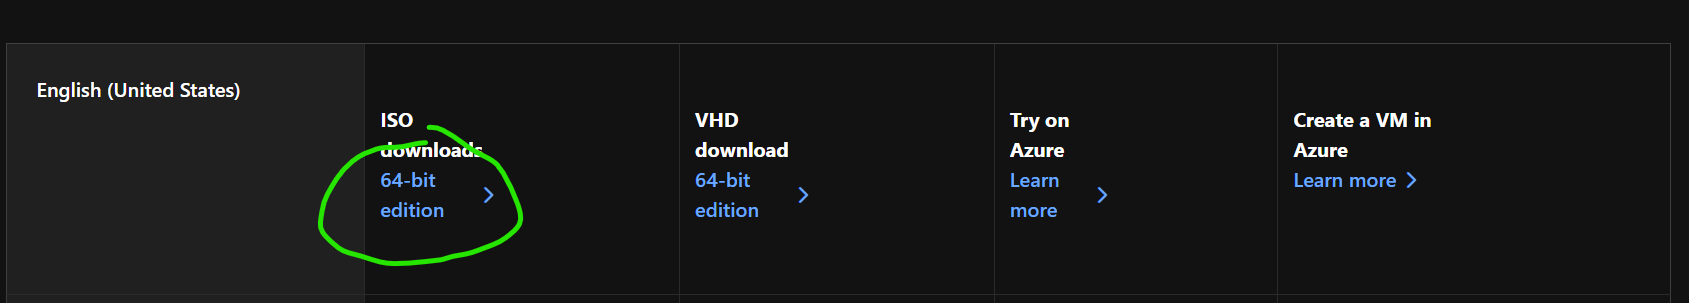 English (United States)
ISO
downloads
64-bit
edition
VHD
download
64-bit
edition
Try on
Azure
Learn
more
Create a VM in
Azure
Learn more